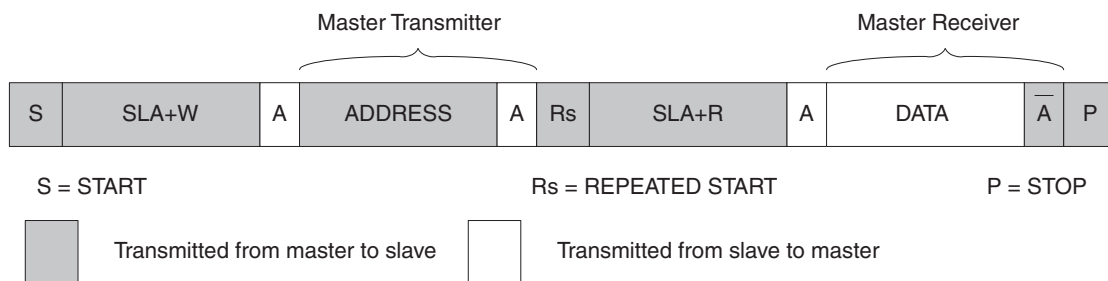 Master Transmitter Master Receiver
S SLA+W A ADDRESS A Rs SLA+R A DATA A̅ P
S = START Rs = REPEATED START P = STOP
Transmitted from master to slave Transmitted from slave to master